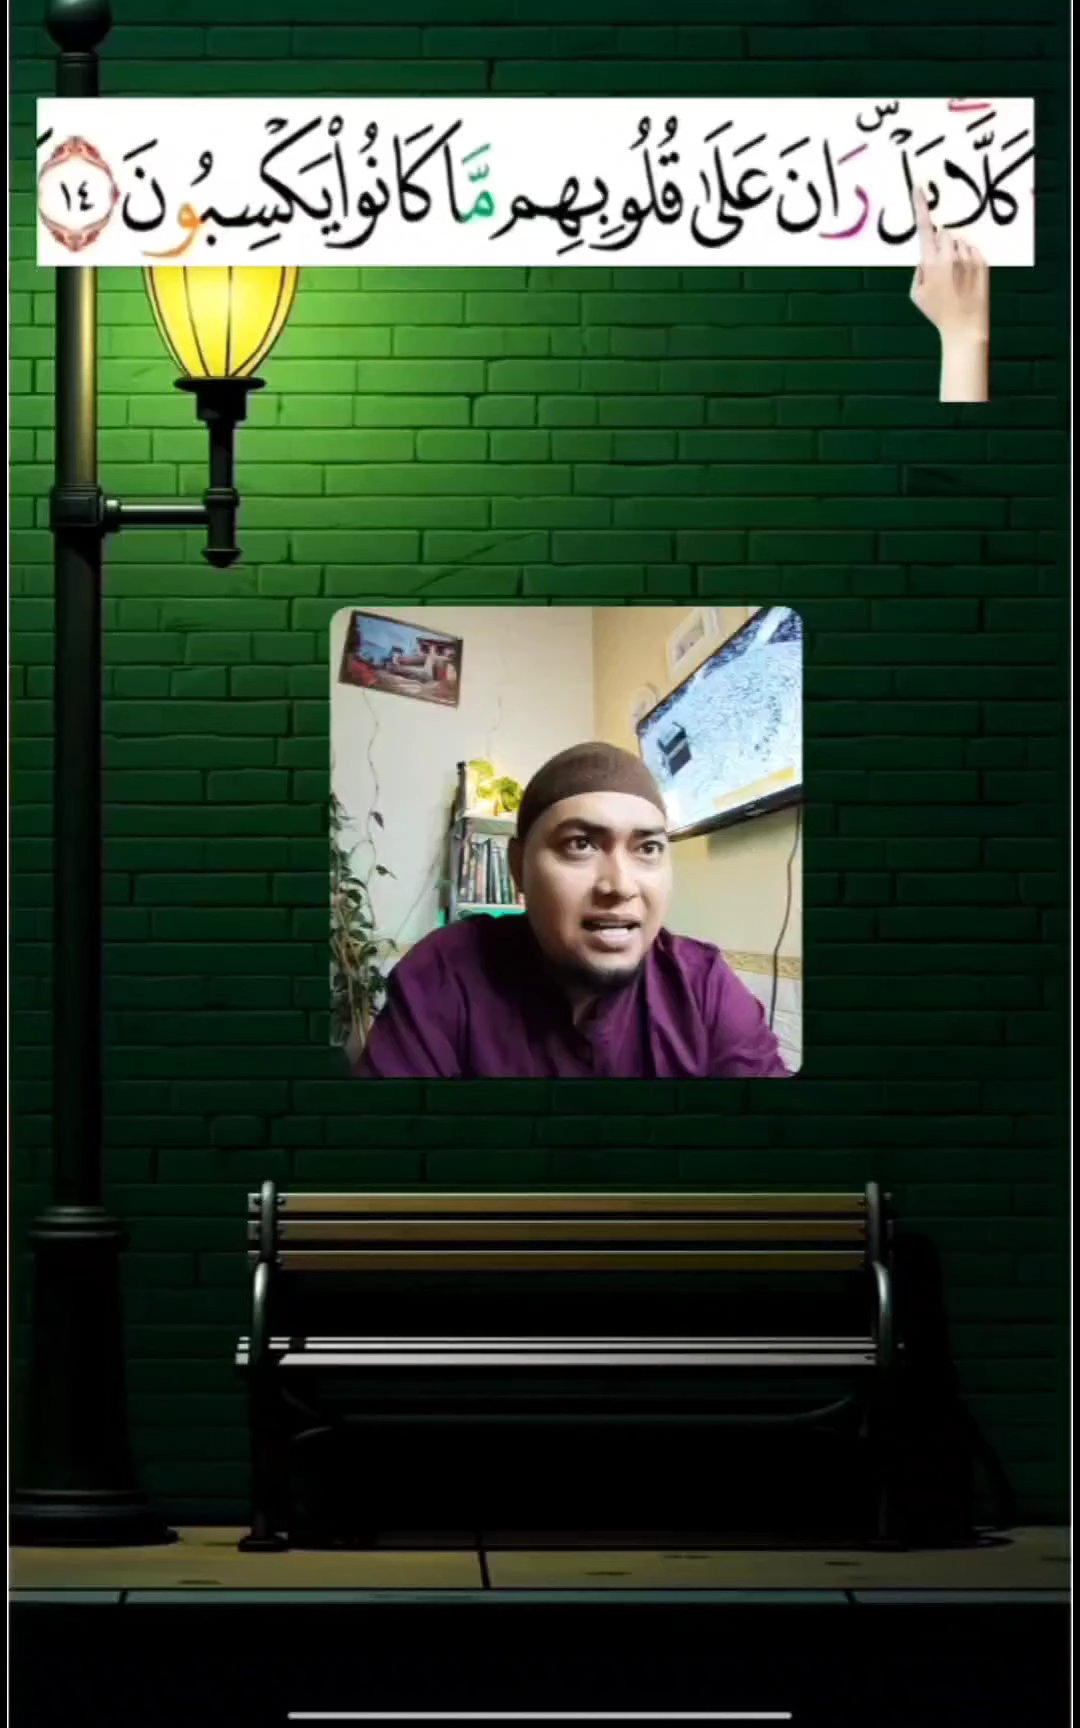 كَلَّاۖ بَلْۜ رَانَ عَلَىٰ قُلُوبِهِم مَّا كَانُوا۟ يَكْسِبُونَ ١٤